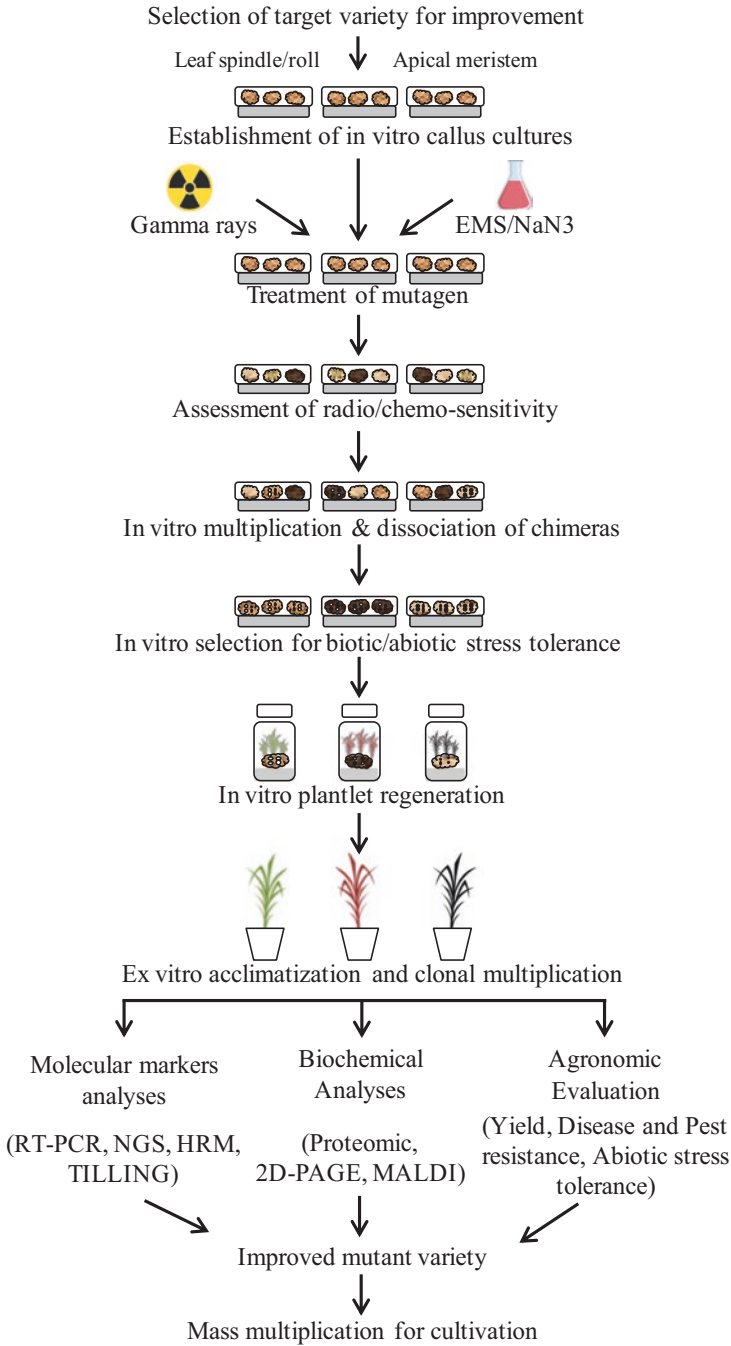 Selection of target variety for improvement
Leaf spindle/roll
Apical meristem
Establishment of in vitro callus cultures
Gamma rays
EMS/NaN3
Treatment of mutagen
Assessment of radio/chemo-sensitivity
In vitro multiplication & dissociation of chimeras
In vitro selection for biotic/abiotic stress tolerance
In vitro plantlet regeneration
Ex vitro acclimatization and clonal multiplication
Molecular markers
analyses
(RT-PCR, NGS, HRM,
TILLING)
Biochemical
Analyses
(Proteomic,
2D-PAGE, MALDI)
Agronomic
Evaluation
(Yield, Disease and Pest
resistance, Abiotic stress
tolerance)
Improved mutant variety
Mass multiplication for cultivation